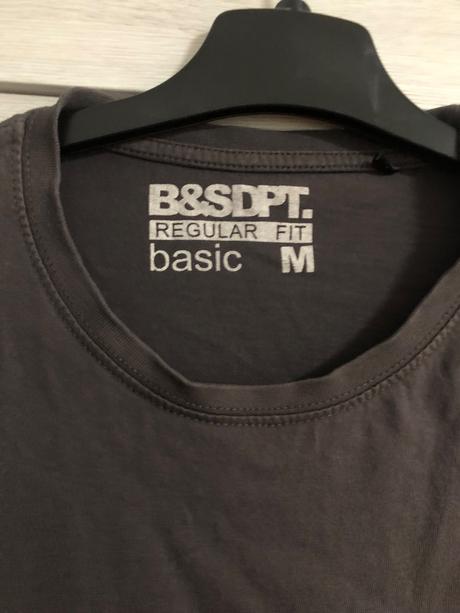 B&SDPT.
REGULAR FIT
basic M